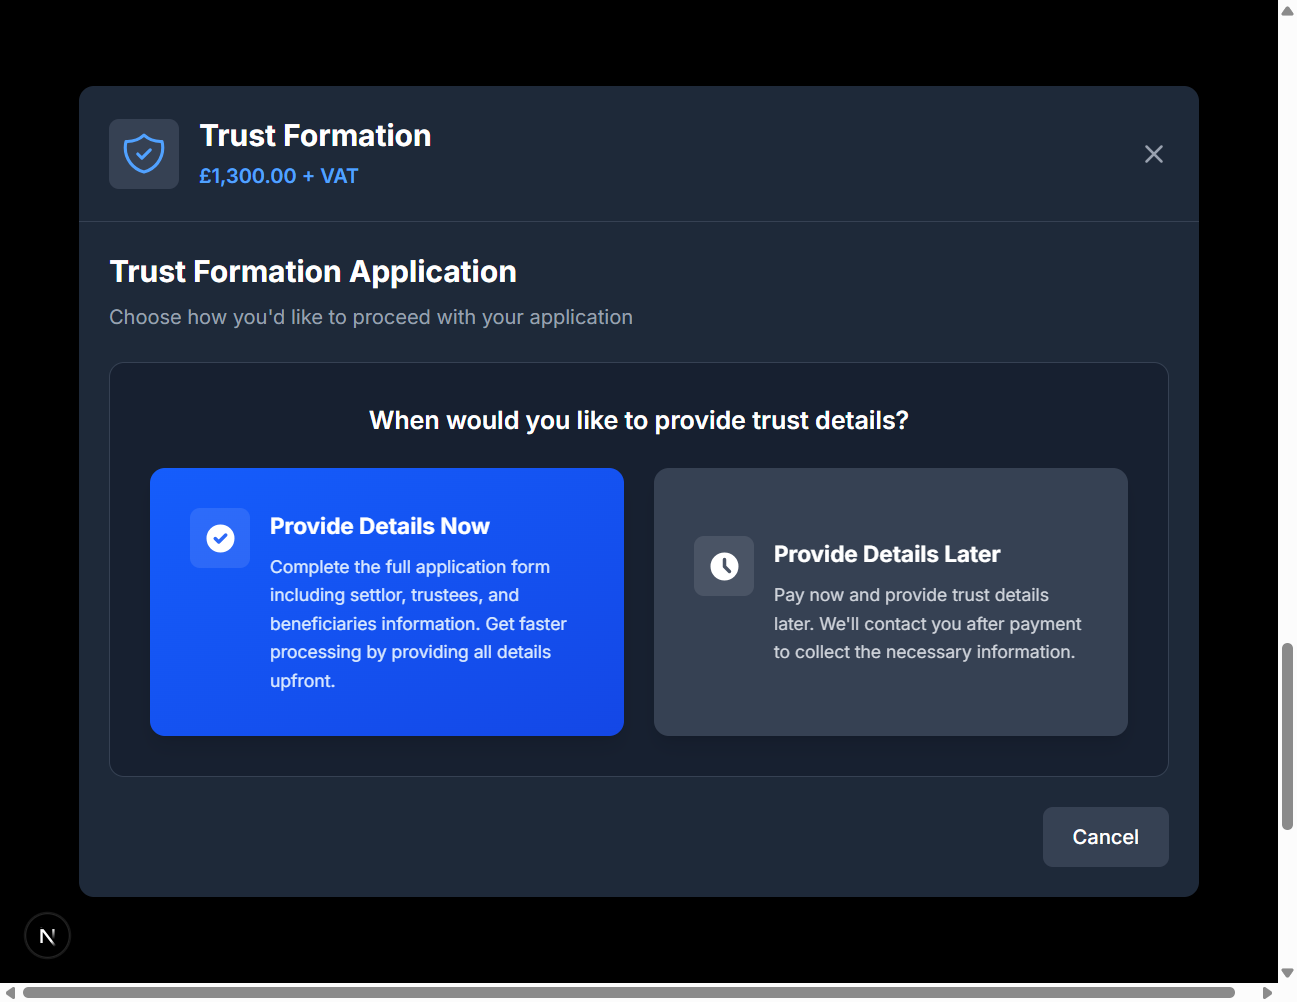 Trust Formation
£1,300.00 + VAT
Trust Formation Application
Choose how you'd like to proceed with your application
When would you like to provide trust details?
Provide Details Now
Complete the full application form
including settlor, trustees, and
beneficiaries information. Get faster
processing by providing all details
upfront.
Provide Details Later
Pay now and provide trust details
later. We'll contact you after payment
to collect the necessary information.
Cancel
N